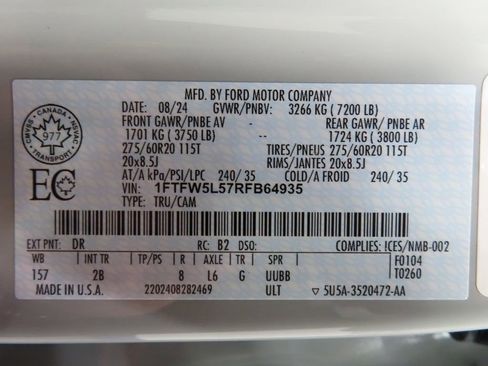 MFD. BY FORD MOTOR COMPANY
DATE: 08/24 GVWR/PNBV: 3266 KG ( 7200 LB)
FRONT GAWR/ PNBE AV -- REAR GAWR/ PNBE AR
1701 KG ( 3750 LB) 1724 KG ( 3800 LB)
275/60R20 115T TIRES/PNEUS 275/60R20 115T
20x8.5J RIMS/JANTES 20x8.5J
AT/A kPa/PSI/LPC 240/ 35 COLD/A FROID 240/ 35
VIN: 1FTFW5L57RFB64935
TYPE: TRU/CAM
CANADA
CMVSS 977 NSVAC
TRANSPORT
EC
EXT PNT: DR RC: B2 DSO: COMPLIES: ICES/NMB-002
WB INT TR TP/PS R AXLE TR SPR F0104
157 2B 8 L6 G UUBB T0260
MADE IN U.S.A. 2202408282469 ULT ▽ 5U5A-3520472-AA